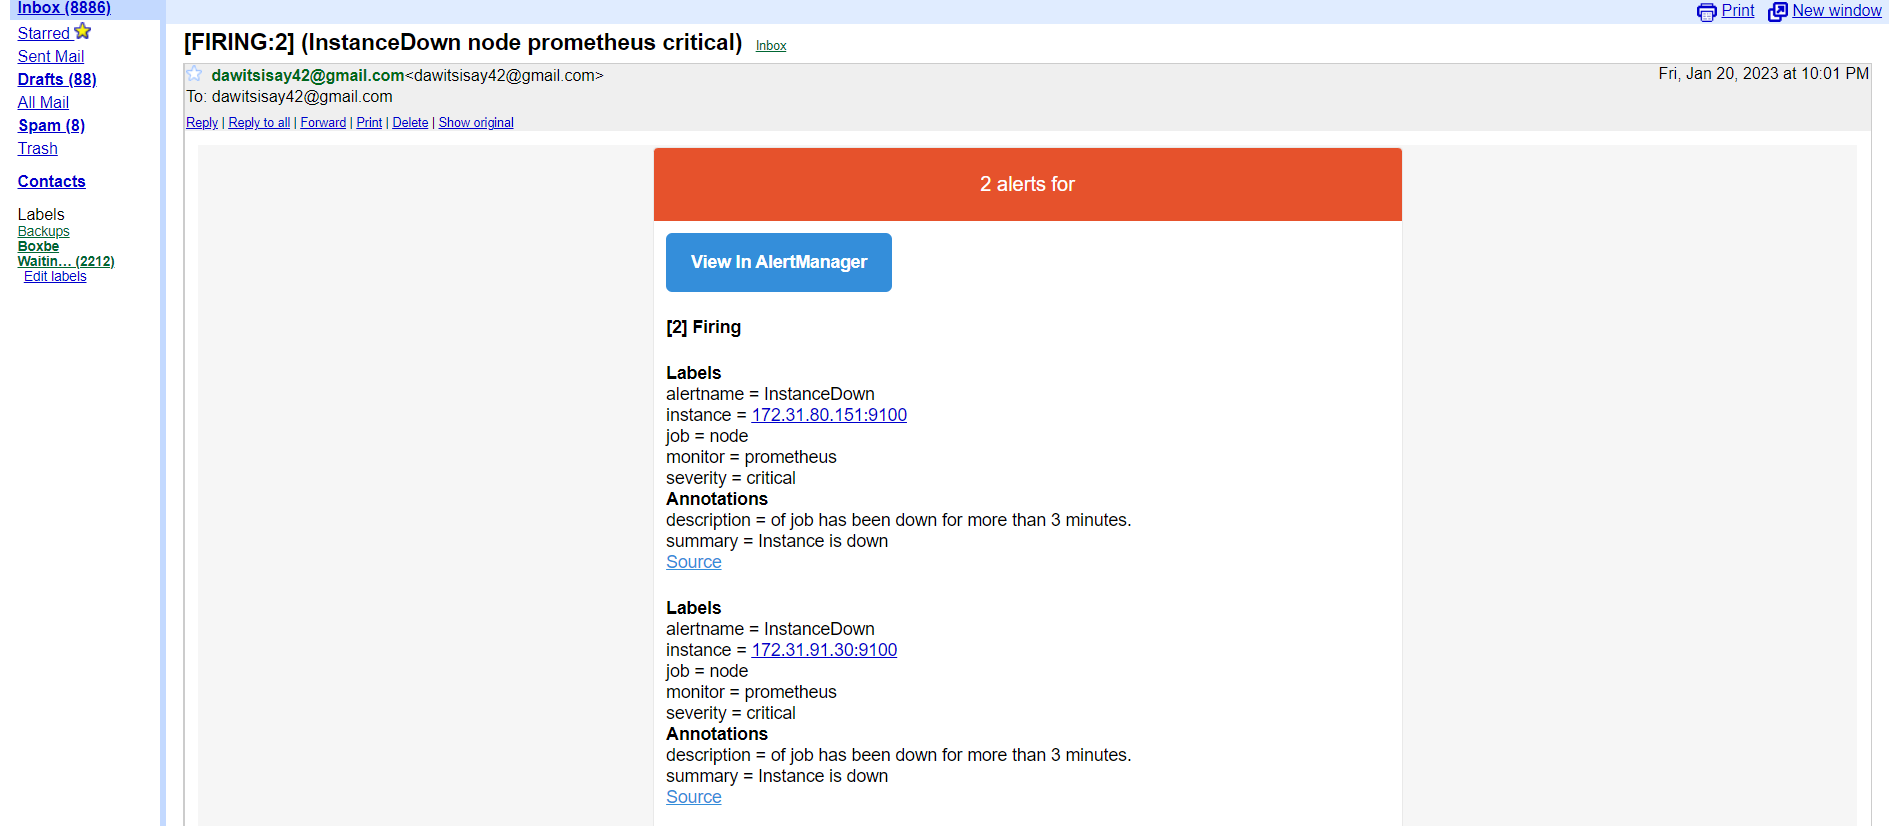 Inbox (8886)
Starred
Sent Mail
Drafts (88)
All Mail
Spam (8)
Trash
Contacts
Labels
Backups
Boxbe
Waitin... (2212)
Edit labels
Print New window
[FIRING:2] (InstanceDown node prometheus critical) Inbox
dawitsisay42@gmail.com<dawitsisay42@gmail.com> Fri, Jan 20, 2023 at 10:01 PM
To: dawitsisay42@gmail.com
Reply | Reply to all | Forward | Print | Delete | Show original
2 alerts for
View In AlertManager
[2] Firing
Labels
alertname = InstanceDown
instance = 172.31.80.151:9100
job = node
monitor = prometheus
severity = critical
Annotations
description = of job has been down for more than 3 minutes.
summary = Instance is down
Source
Labels
alertname = InstanceDown
instance = 172.31.91.30:9100
job = node
monitor = prometheus
severity = critical
Annotations
description = of job has been down for more than 3 minutes.
summary = Instance is down
Source